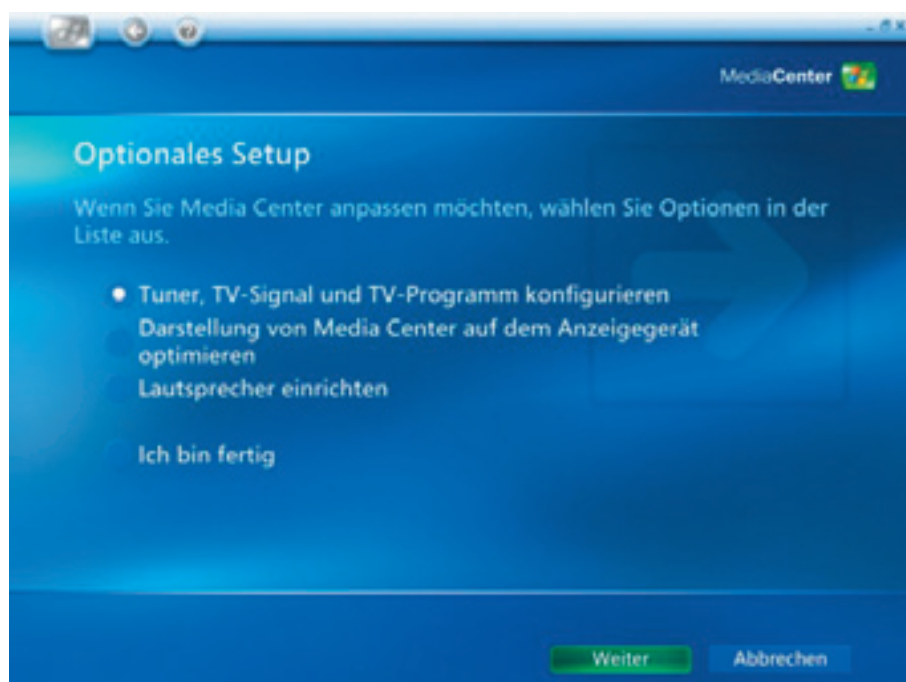 MediaCenter
Optionales Setup
Wenn Sie Media Center anpassen möchten, wählen Sie Optionen in der
Liste aus.
Tuner, TV-Signal und TV-Programm konfigurieren
Darstellung von Media Center auf dem Anzeigegerät
optimieren
Lautsprecher einrichten
Ich bin fertig
Weiter
Abbrechen